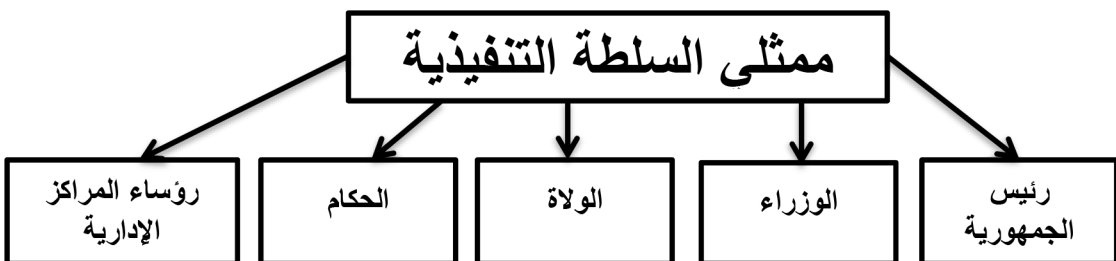 ممثلي السلطة التنفيذية
رئيس
الجمهورية
الوزراء
الولاة
الحكام
رؤساء المراكز
الإدارية